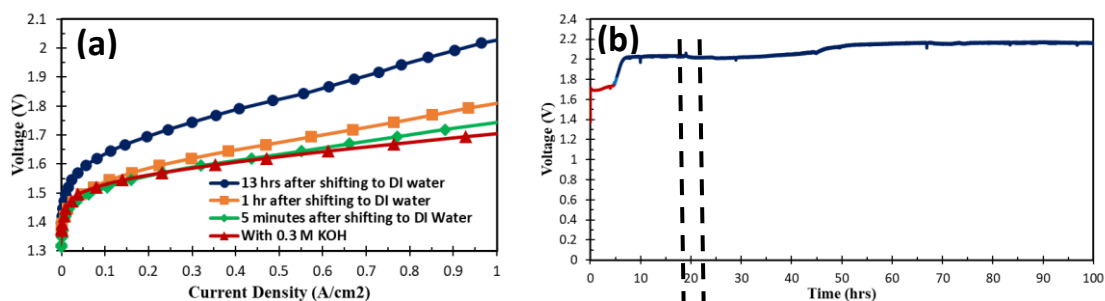 (a)
2.1
2
1.9
1.8
1.7
1.6
1.5
1.4
1.3
Voltage (V)
13 hrs after shifting to DI water
1 hr after shifting to DI water
5 minutes after shifting to DI Water
With 0.3 M KOH
0 0.1 0.2 0.3 0.4 0.5 0.6 0.7 0.8 0.9 1
Current Density (A/cm2)
(b)
2.4
2.2
2
1.8
1.6
1.4
1.2
1
0.8
0.6
0.4
0.2
0
Voltage (V)
0 10 20 30 40 50 60 70 80 90 100
Time (hrs)